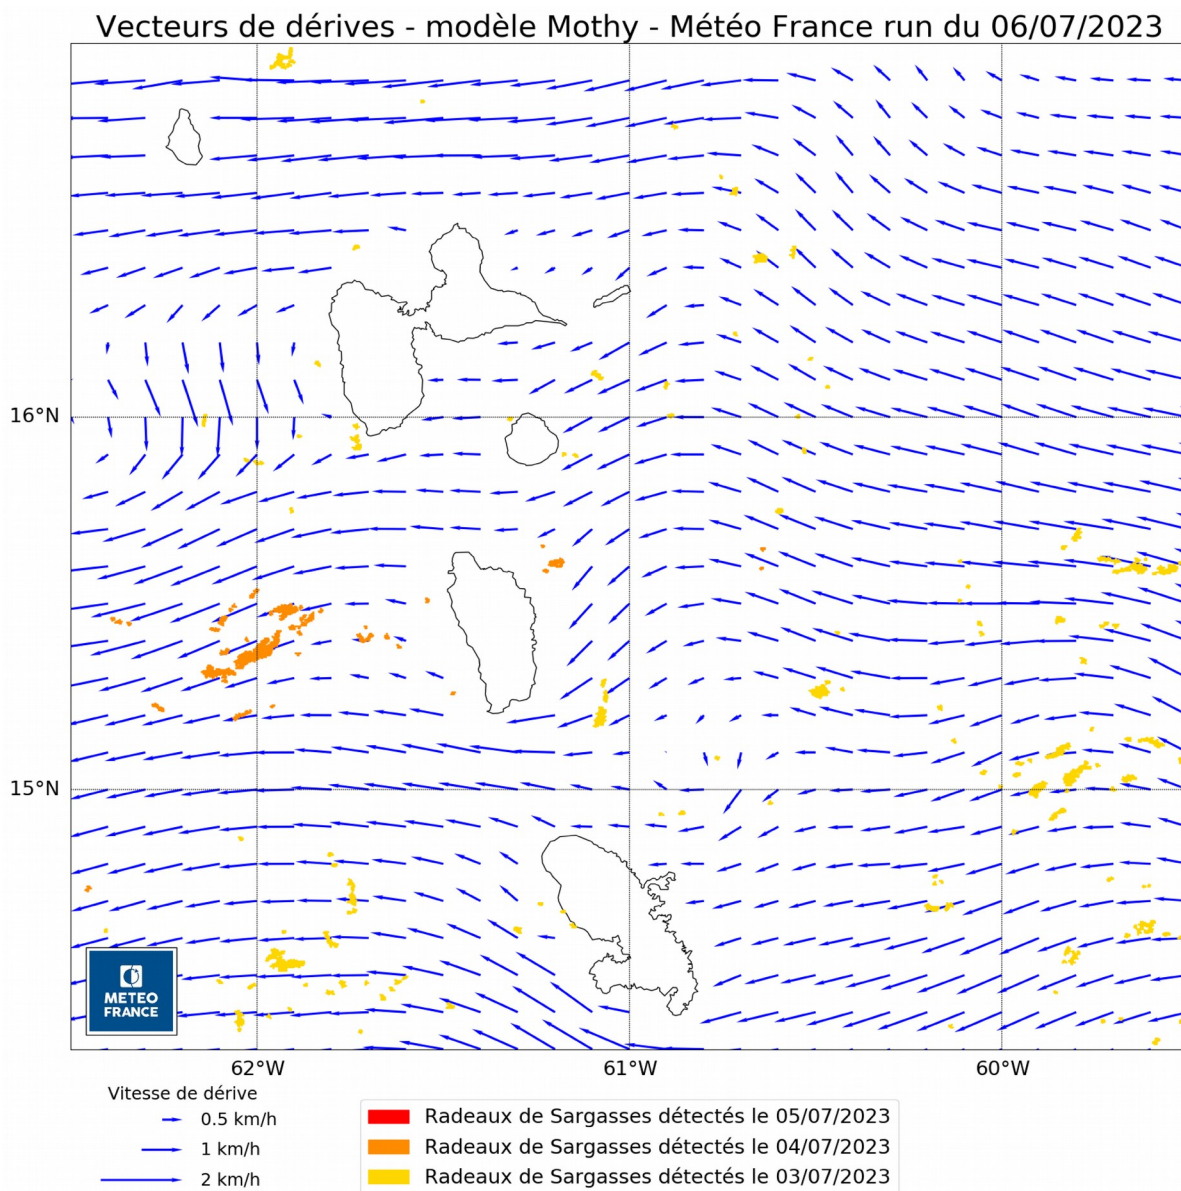 Vecteurs de dérives - modèle Mothy - Météo France run du 06/07/2023
16°N
15°N
METEO
FRANCE
62°W
61°W
60°W
Vitesse de dérive
0.5 km/h
1 km/h
2 km/h
Radeaux de Sargasses détectés le 05/07/2023
Radeaux de Sargasses détectés le 04/07/2023
Radeaux de Sargasses détectés le 03/07/2023